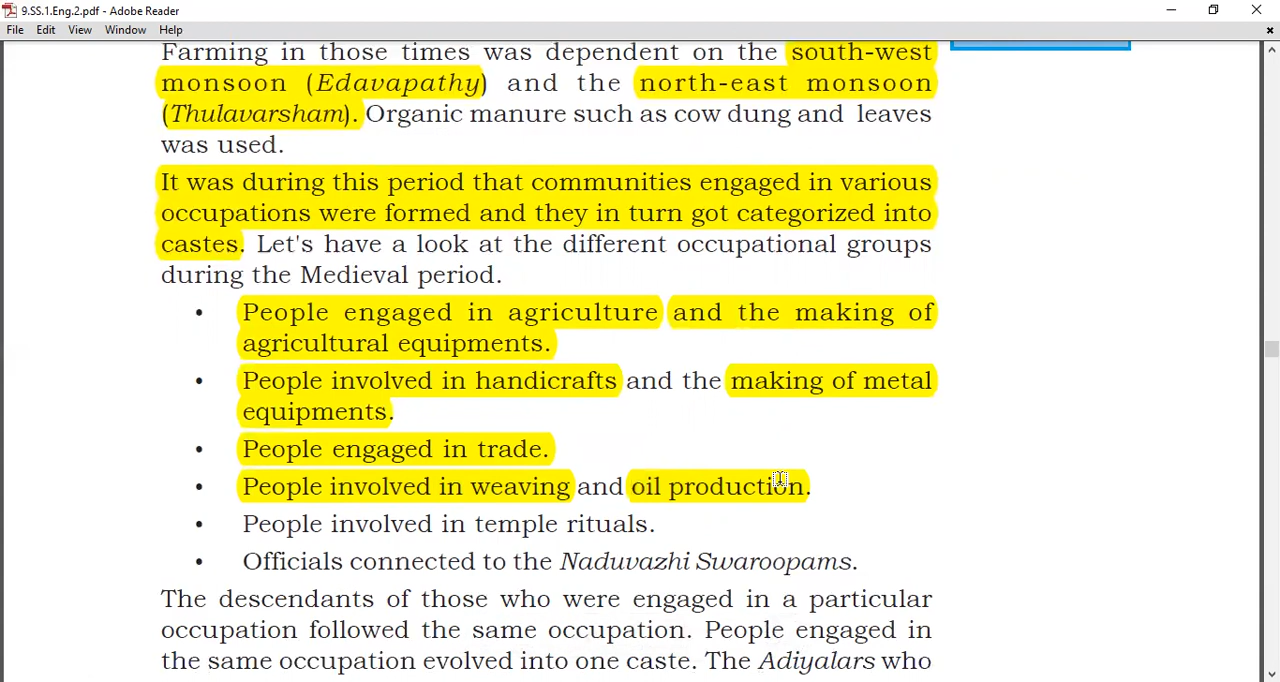 9.SS.1.Eng.2.pdf - Adobe Reader
File Edit View Window Help
Farming in those times was dependent on the south-west
monsoon (Edavapathy) and the north-east monsoon
(Thulavarsham). Organic manure such as cow dung and leaves
was used.
It was during this period that communities engaged in various
occupations were formed and they in turn got categorized into
castes. Let's have a look at the different occupational groups
during the Medieval period.
• People engaged in agriculture and the making of
agricultural equipments.
• People involved in handicrafts and the making of metal
equipments.
• People engaged in trade.
• People involved in weaving and oil production.
• People involved in temple rituals.
• Officials connected to the Naduvazhi Swaroopams.
The descendants of those who were engaged in a particular
occupation followed the same occupation. People engaged in
the same occupation evolved into one caste. The Adiyalars who